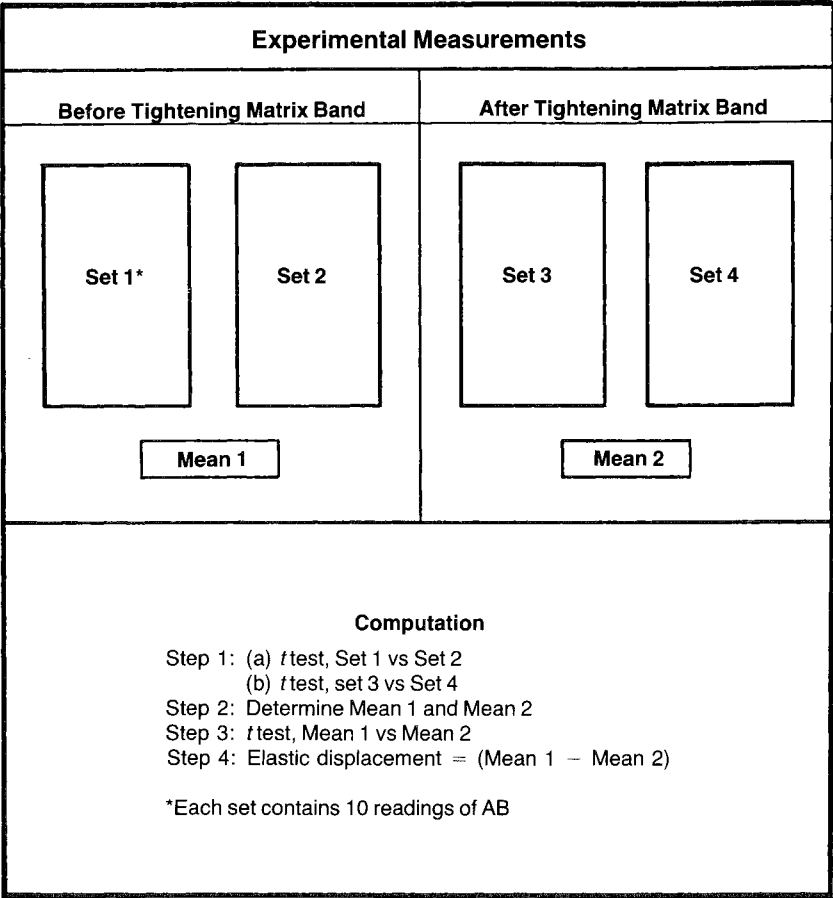 Experimental Measurements
Before Tightening Matrix Band
After Tightening Matrix Band
Set 1*
Set 2
Set 3
Set 4
Mean 1
Mean 2
Computation
Step 1: (a) t test, Set 1 vs Set 2
(b) t test, set 3 vs Set 4
Step 2: Determine Mean 1 and Mean 2
Step 3: t test, Mean 1 vs Mean 2
Step 4: Elastic displacement = (Mean 1 − Mean 2)
*Each set contains 10 readings of AB